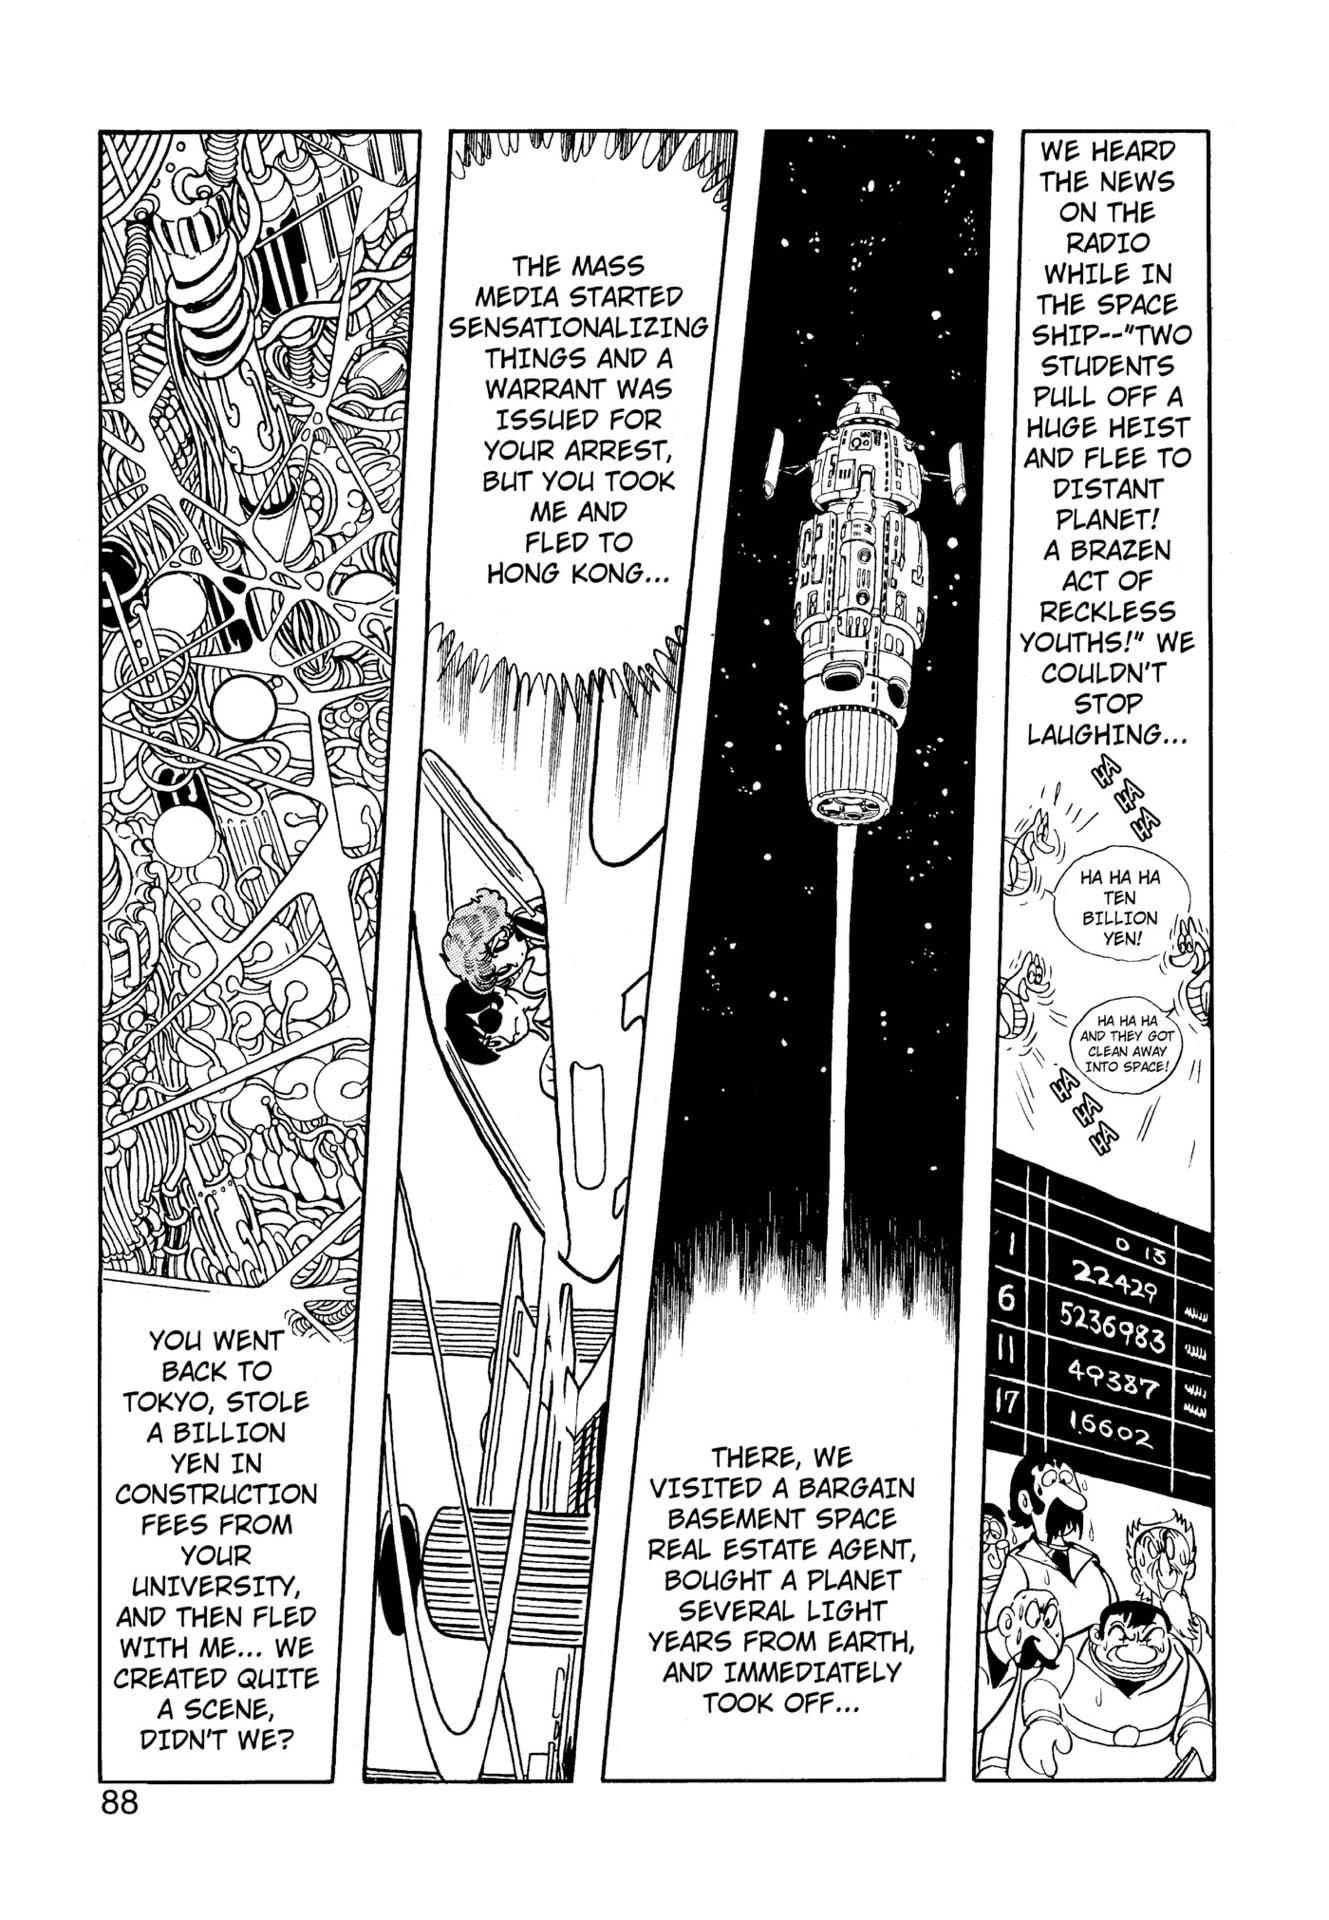 YOU WENT
BACK TO
TOKYO, STOLE
A BILLION
YEN IN
CONSTRUCTION
FEES FROM
YOUR
UNIVERSITY,
AND THEN FLED
WITH ME... WE
CREATED QUITE
A SCENE,
DIDN'T WE?
THE MASS
MEDIA STARTED
SENSATIONALIZING
THINGS AND A
WARRANT WAS
ISSUED FOR
YOUR ARREST,
BUT YOU TOOK
ME AND
FLED TO
HONG KONG...
THERE, WE
VISITED A BARGAIN
BASEMENT SPACE
REAL ESTATE AGENT,
BOUGHT A PLANET
SEVERAL LIGHT
YEARS FROM EARTH,
AND IMMEDIATELY
TOOK OFF...
WE HEARD
THE NEWS
ON THE
RADIO
WHILE IN
THE SPACE
SHIP--"TWO
STUDENTS
PULL OFF A
HUGE HEIST
AND FLEE TO
DISTANT
PLANET!
A BRAZEN
ACT OF
RECKLESS
YOUTHS!" WE
COULDN'T
STOP
LAUGHING...
HA
HA
HA
HA HA HA
TEN
BILLION
YEN!
HA HA HA
AND THEY GOT
CLEAN AWAY
INTO SPACE!
HA
HA
HA
0 13
1 22429
6 5236983
11 49387
17 1.6602
88